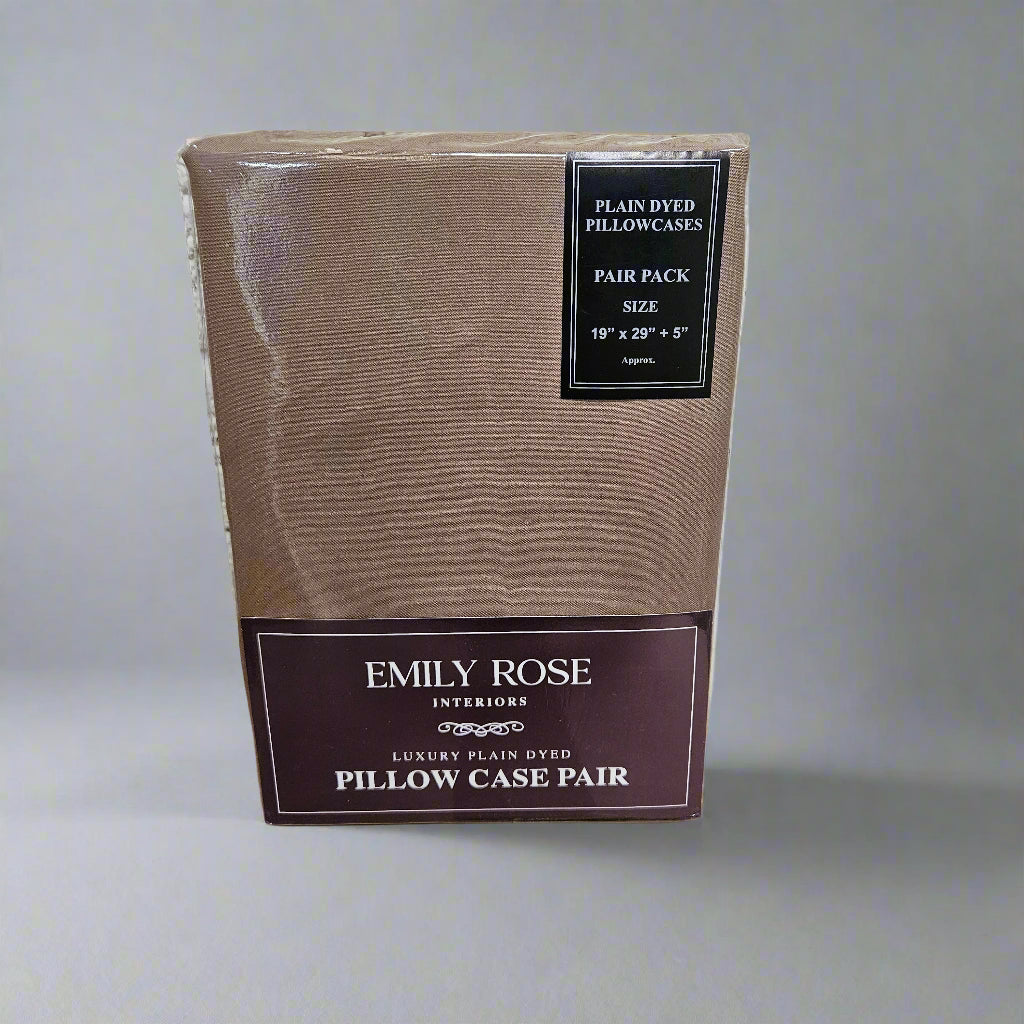 PLAIN DYED
PILLOWCASES
PAIR PACK
SIZE
19” x 29” + 5”
Approx.
EMILY ROSE
INTERIORS
LUXURY PLAIN DYED
PILLOW CASE PAIR